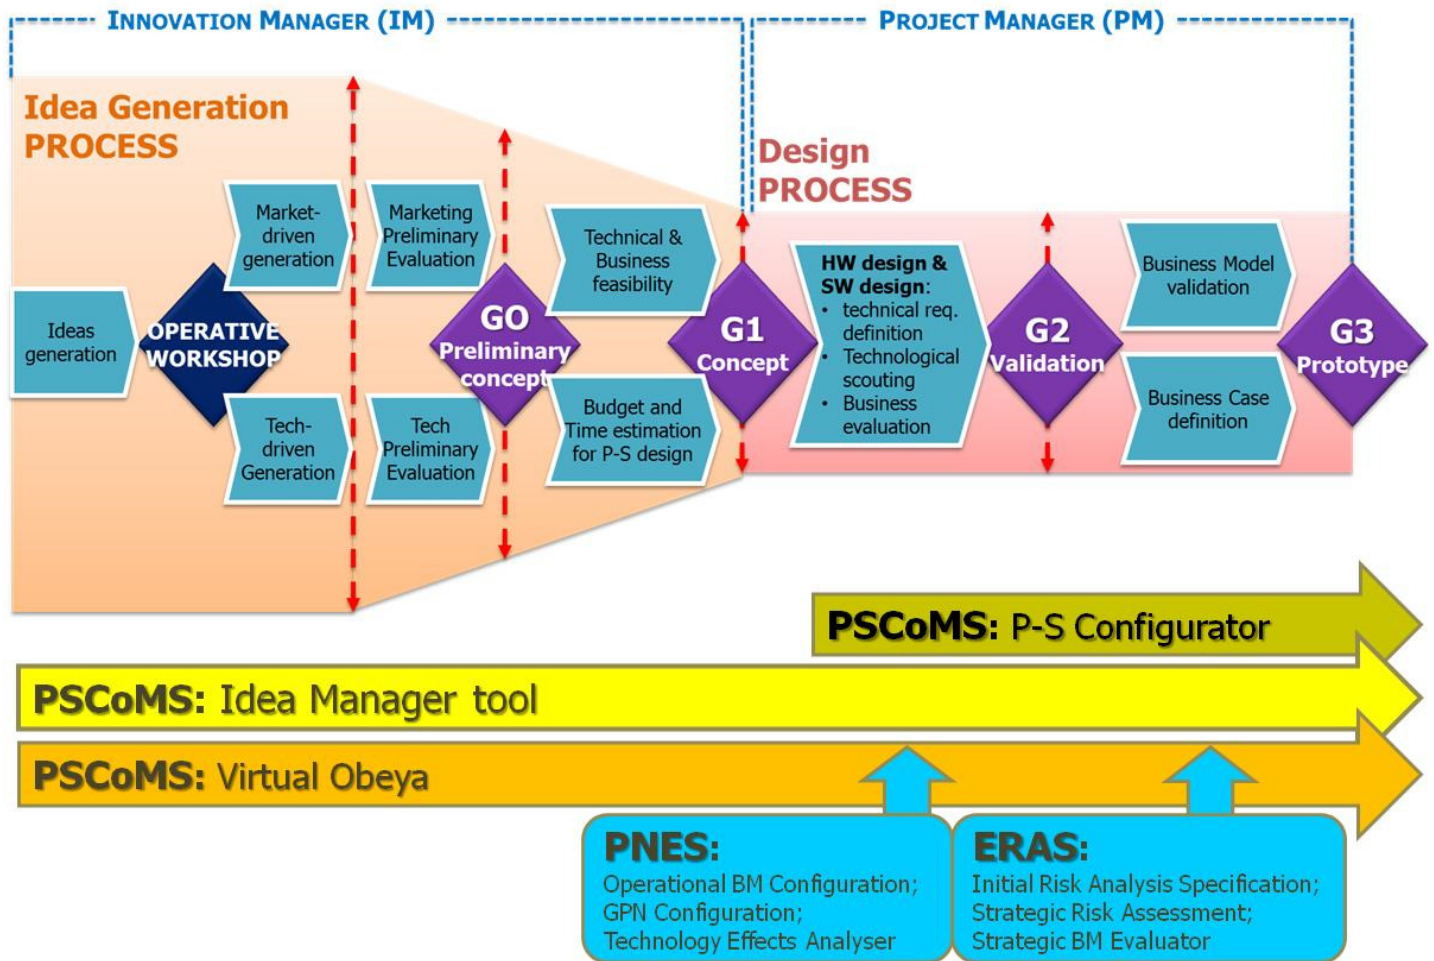 INNOVATION MANAGER (IM)
PROJECT MANAGER (PM)
Idea Generation
PROCESS
Design
PROCESS
Ideas
generation
OPERATIVE
WORKSHOP
Market-
driven
generation
Tech-
driven
Generation
Marketing
Preliminary
Evaluation
Tech
Preliminary
Evaluation
GO
Preliminary
concept
Technical &
Business
feasibility
Budget and
Time estimation
for P-S design
G1
Concept
HW design &
SW design:
• technical req.
definition
• Technological
scouting
• Business
evaluation
G2
Validation
Business Model
validation
Business Case
definition
G3
Prototype
PSCoMS: P-S Configurator
PSCoMS: Idea Manager tool
PSCoMS: Virtual Obeya
PNES:
Operational BM Configuration;
GPN Configuration;
Technology Effects Analyser
ERAS:
Initial Risk Analysis Specification;
Strategic Risk Assessment;
Strategic BM Evaluator